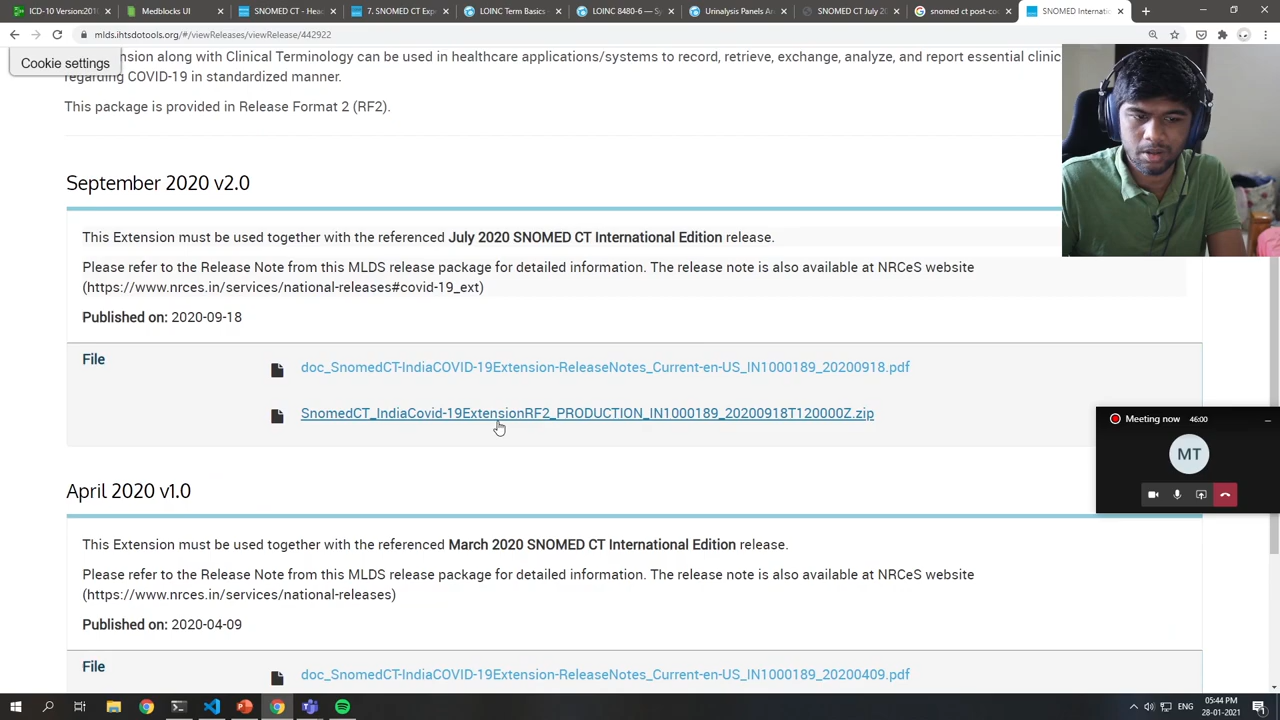 ICD-10 Version:201
Medblocks UI
SNOMED CT - Hea
7. SNOMED CT Exp
LOINC Term Basics
LOINC 8480-6 — Sy
Urinalysis Panels An
SNOMED CT July 20
snomed ct post-coo
SNOMED Internatio
mlds.ihtsdotools.org/#/viewReleases/viewRelease/442922
Cookie settings
ension along with Clinical Terminology can be used in healthcare applications/systems to record, retrieve, exchange, analyze, and report essential clinic
regarding COVID-19 in standardized manner.
This package is provided in Release Format 2 (RF2).
September 2020 v2.0
This Extension must be used together with the referenced July 2020 SNOMED CT International Edition release.
Please refer to the Release Note from this MLDS release package for detailed information. The release note is also available at NRCeS website
(https://www.nrces.in/services/national-releases#covid-19_ext)
Published on: 2020-09-18
File
doc_SnomedCT-IndiaCOVID-19Extension-ReleaseNotes_Current-en-US_IN1000189_20200918.pdf
SnomedCT_IndiaCovid-19ExtensionRF2_PRODUCTION_IN1000189_20200918T120000Z.zip
Meeting now 46:00
MT
April 2020 v1.0
This Extension must be used together with the referenced March 2020 SNOMED CT International Edition release.
Please refer to the Release Note from this MLDS release package for detailed information. The release note is also available at NRCeS website
(https://www.nrces.in/services/national-releases)
Published on: 2020-04-09
File
doc_SnomedCT-IndiaCOVID-19Extension-ReleaseNotes_Current-en-US_IN1000189_20200409.pdf
ENG
05:44 PM
28-01-2021